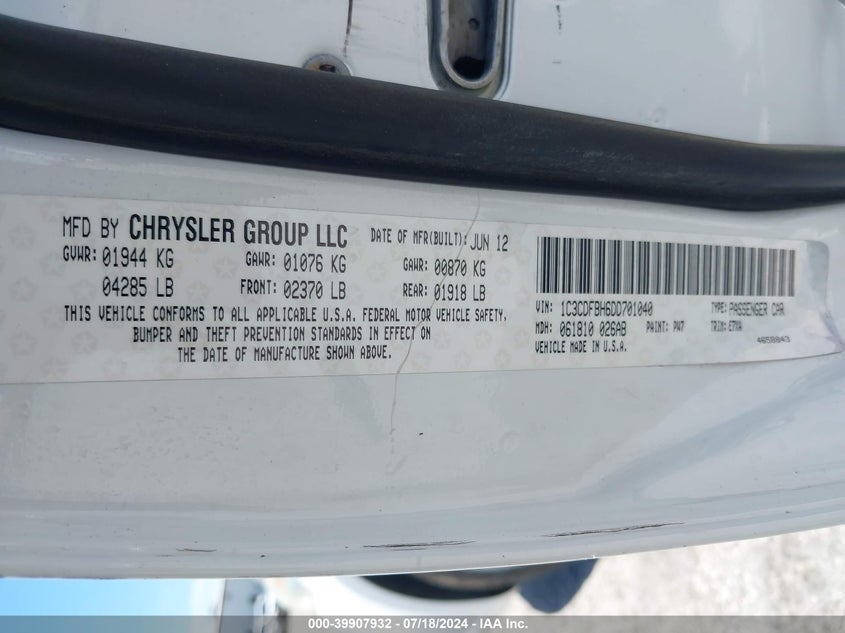 MFD BY CHRYSLER GROUP LLC DATE OF MFR(BUILT): JUN 12
GVWR: 01944 KG GAWR: 01076 KG GAWR: 00870 KG
04285 LB FRONT: 02370 LB REAR: 01918 LB
THIS VEHICLE CONFORMS TO ALL APPLICABLE U.S.A. FEDERAL MOTOR VEHICLE SAFETY,
BUMPER AND THEFT PREVENTION STANDARDS IN EFFECT ON
THE DATE OF MANUFACTURE SHOWN ABOVE.
VIN: 1C3CDFBH6DD701040 TYPE: PASSENGER CAR
MDH: 061810 026AB PAINT: PW7 TRIM: E7XA
VEHICLE MADE IN U.S.A. 4658843
000-39907932 - 07/18/2024 - IAA Inc.